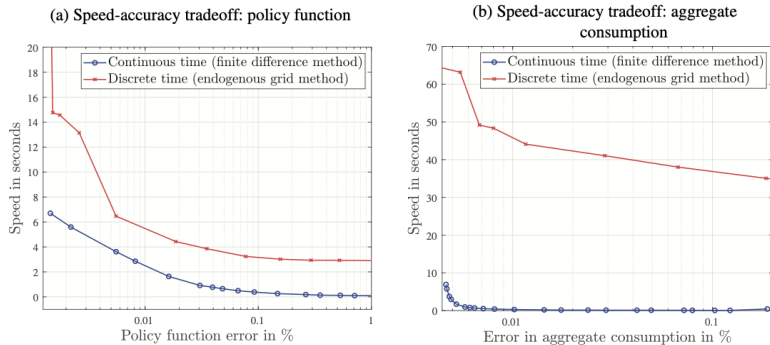 (a) Speed-accuracy tradeoff: policy function
20
18
16
14
12
10
8
6
4
2
0
Speed in seconds
Continuous time (finite difference method)
Discrete time (endogenous grid method)
0.01
0.1
1
Policy function error in %
(b) Speed-accuracy tradeoff: aggregate
consumption
70
60
50
40
30
20
10
0
Speed in seconds
Continuous time (finite difference method)
Discrete time (endogenous grid method)
0.01
0.1
Error in aggregate consumption in %